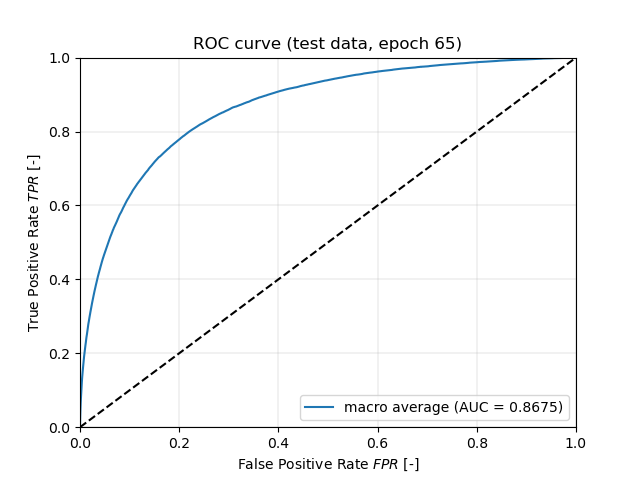 ROC curve (test data, epoch 65)
True Positive Rate TPR [-]
1.0
0.8
0.6
0.4
0.2
0.0
macro average (AUC = 0.8675)
0.0 0.2 0.4 0.6 0.8 1.0
False Positive Rate FPR [-]